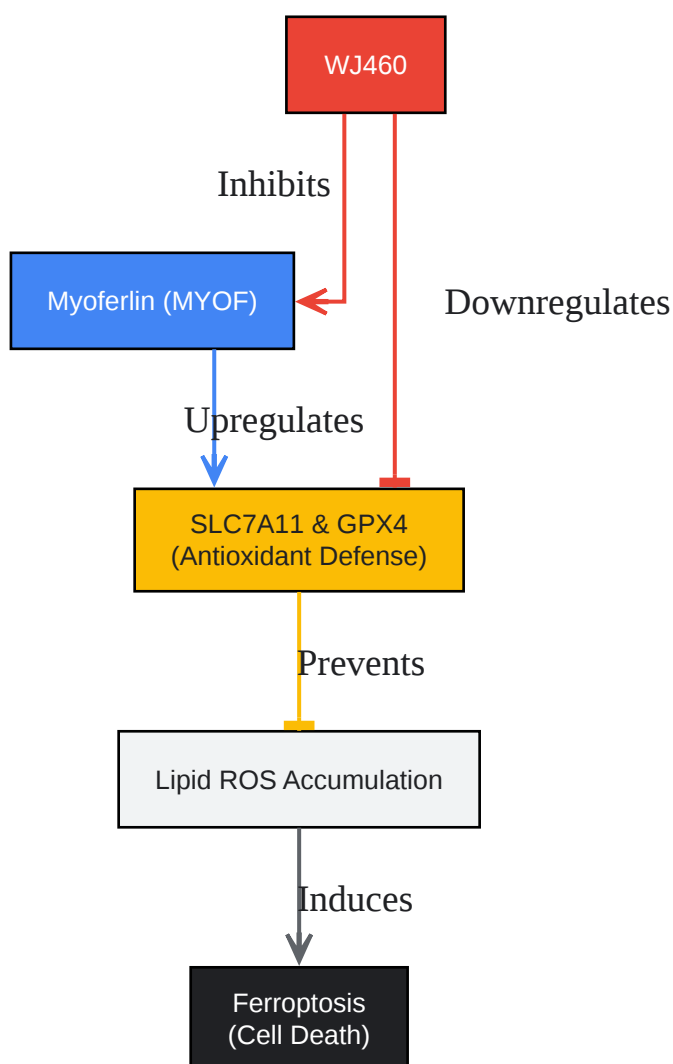 WJ460
Inhibits
Myoferlin (MYOF)
Downregulates
Upregulates
SLC7A11 & GPX4
(Antioxidant Defense)
Prevents
Lipid ROS Accumulation
Induces
Ferroptosis
(Cell Death)